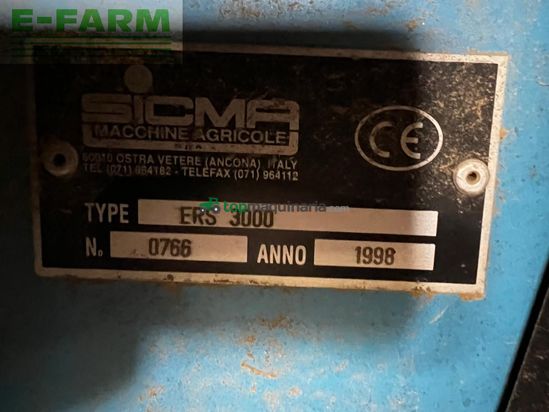 E-FARM
SICMA
MACCHINE AGRICOLE
S.p.A.
60010 OSTRA VETERE (ANCONA) ITALY
TEL (071) 964182 - TELEFAX (071) 964112
CE
topmaquinaria.com
TYPE ERS 3000
N. 0766 ANNO 1998